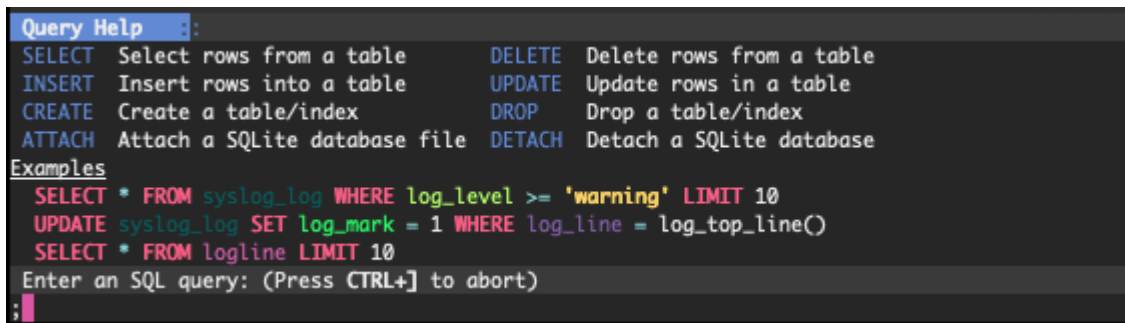 Query Help ::
SELECT Select rows from a table DELETE Delete rows from a table
INSERT Insert rows into a table UPDATE Update rows in a table
CREATE Create a table/index DROP Drop a table/index
ATTACH Attach a SQLite database file DETACH Detach a SQLite database
Examples
SELECT * FROM syslog_log WHERE log_level >= 'warning' LIMIT 10
UPDATE syslog_log SET log_mark = 1 WHERE log_line = log_top_line()
SELECT * FROM logline LIMIT 10
Enter an SQL query: (Press CTRL+] to abort)
;